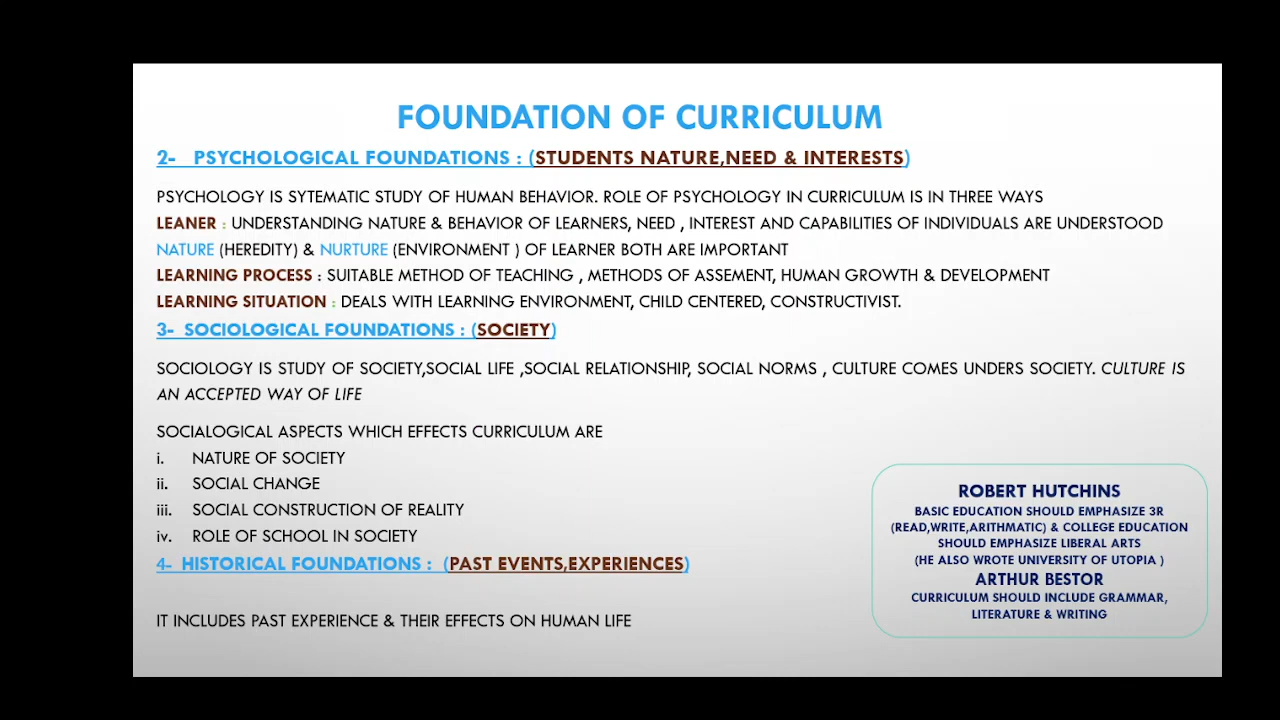 FOUNDATION OF CURRICULUM
2- PSYCHOLOGICAL FOUNDATIONS : (STUDENTS NATURE,NEED & INTERESTS)
PSYCHOLOGY IS SYTEMATIC STUDY OF HUMAN BEHAVIOR. ROLE OF PSYCHOLOGY IN CURRICULUM IS IN THREE WAYS
LEANER : UNDERSTANDING NATURE & BEHAVIOR OF LEARNERS, NEED , INTEREST AND CAPABILITIES OF INDIVIDUALS ARE UNDERSTOOD
NATURE (HEREDITY) & NURTURE (ENVIRONMENT ) OF LEARNER BOTH ARE IMPORTANT
LEARNING PROCESS : SUITABLE METHOD OF TEACHING , METHODS OF ASSEMENT, HUMAN GROWTH & DEVELOPMENT
LEARNING SITUATION : DEALS WITH LEARNING ENVIRONMENT, CHILD CENTERED, CONSTRUCTIVIST.
3- SOCIOLOGICAL FOUNDATIONS : (SOCIETY)
SOCIOLOGY IS STUDY OF SOCIETY,SOCIAL LIFE ,SOCIAL RELATIONSHIP, SOCIAL NORMS , CULTURE COMES UNDERS SOCIETY. CULTURE IS
AN ACCEPTED WAY OF LIFE
SOCIALOGICAL ASPECTS WHICH EFFECTS CURRICULUM ARE
i. NATURE OF SOCIETY
ii. SOCIAL CHANGE
iii. SOCIAL CONSTRUCTION OF REALITY
iv. ROLE OF SCHOOL IN SOCIETY
4- HISTORICAL FOUNDATIONS : (PAST EVENTS,EXPERIENCES)
IT INCLUDES PAST EXPERIENCE & THEIR EFFECTS ON HUMAN LIFE
ROBERT HUTCHINS
BASIC EDUCATION SHOULD EMPHASIZE 3R
(READ,WRITE,ARITHMATIC) & COLLEGE EDUCATION
SHOULD EMPHASIZE LIBERAL ARTS
(HE ALSO WROTE UNIVERSITY OF UTOPIA )
ARTHUR BESTOR
CURRICULUM SHOULD INCLUDE GRAMMAR,
LITERATURE & WRITING